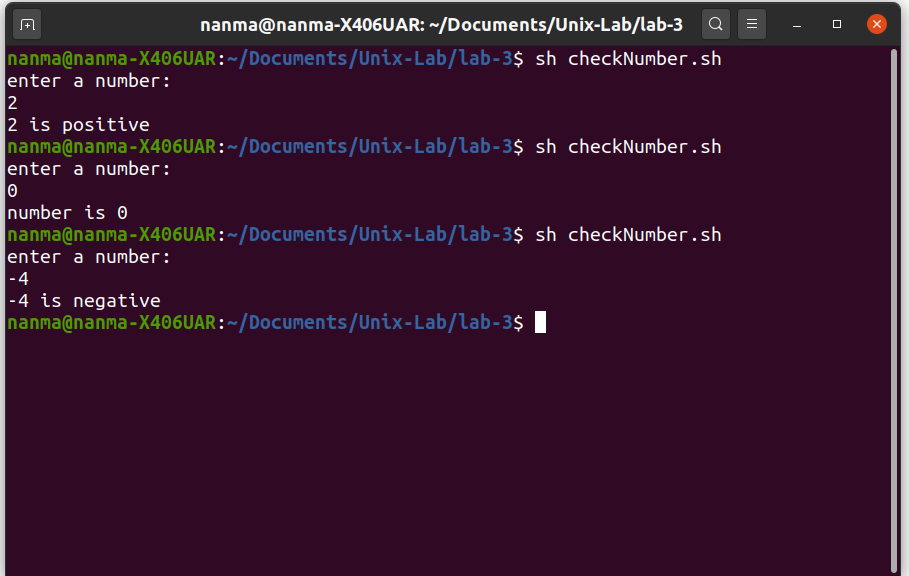 nanma@nanma-X406UAR: ~/Documents/Unix-Lab/lab-3
nanma@nanma-X406UAR:~/Documents/Unix-Lab/lab-3$ sh checkNumber.sh
enter a number:
2
2 is positive
nanma@nanma-X406UAR:~/Documents/Unix-Lab/lab-3$ sh checkNumber.sh
enter a number:
0
number is 0
nanma@nanma-X406UAR:~/Documents/Unix-Lab/lab-3$ sh checkNumber.sh
enter a number:
-4
-4 is negative
nanma@nanma-X406UAR:~/Documents/Unix-Lab/lab-3$